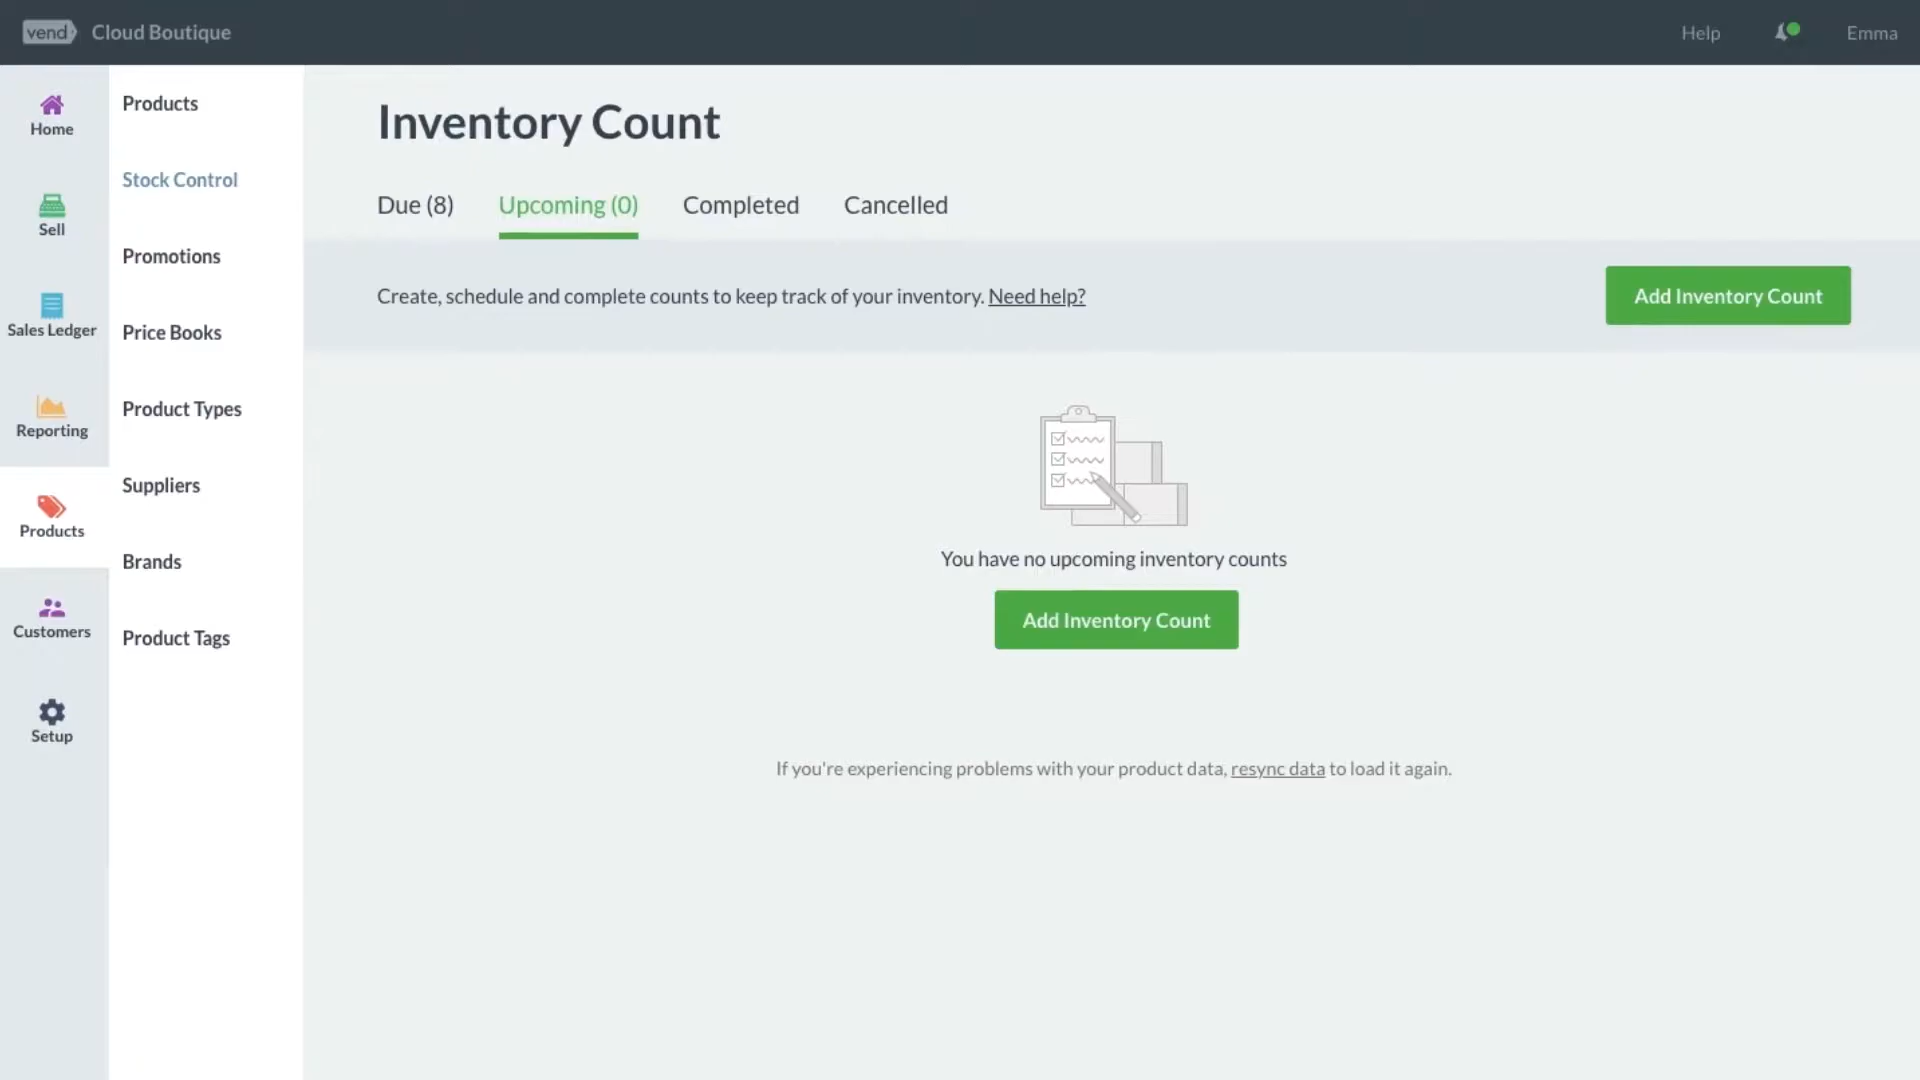 vend Cloud Boutique
Help
Emma
Home
Sell
Sales Ledger
Reporting
Products
Customers
Setup
Products
Stock Control
Promotions
Price Books
Product Types
Suppliers
Brands
Product Tags
Inventory Count
Due (8) Upcoming (0) Completed Cancelled
Create, schedule and complete counts to keep track of your inventory. Need help?
Add Inventory Count
You have no upcoming inventory counts
Add Inventory Count
If you're experiencing problems with your product data, resync data to load it again.